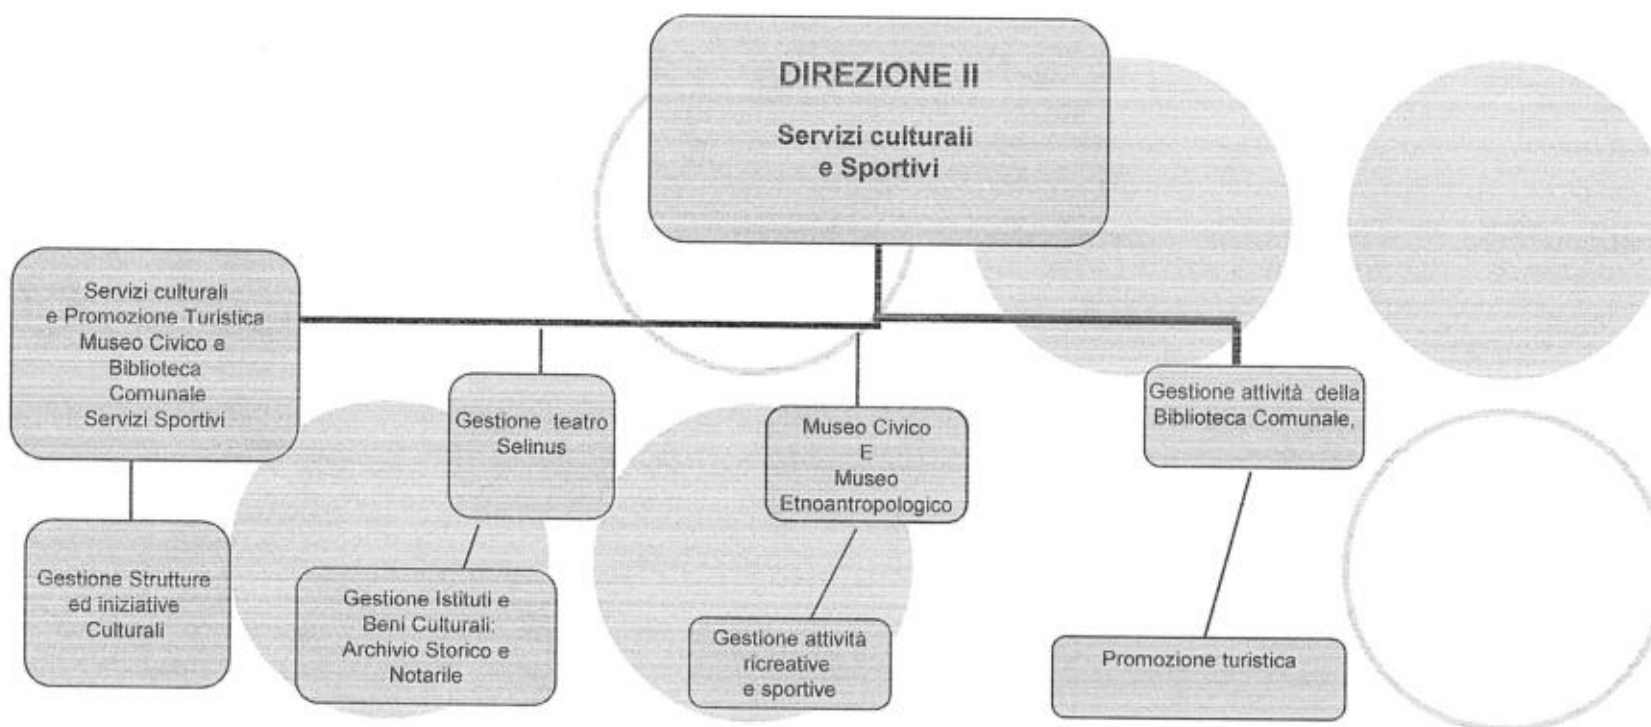 DIREZIONE II
Servizi culturali
e Sportivi
Servizi culturali
e Promozione Turistica
Museo Civico e
Biblioteca
Comunale
Servizi Sportivi
Gestione teatro
Selinus
Museo Civico
E
Museo
Etnoantropologico
Gestione attività della
Biblioteca Comunale,
Gestione Strutture
ed iniziative
Culturali
Gestione Istituti e
Beni Culturali:
Archivio Storico e
Notarile
Gestione attività
ricreative
e sportive
Promozione turistica